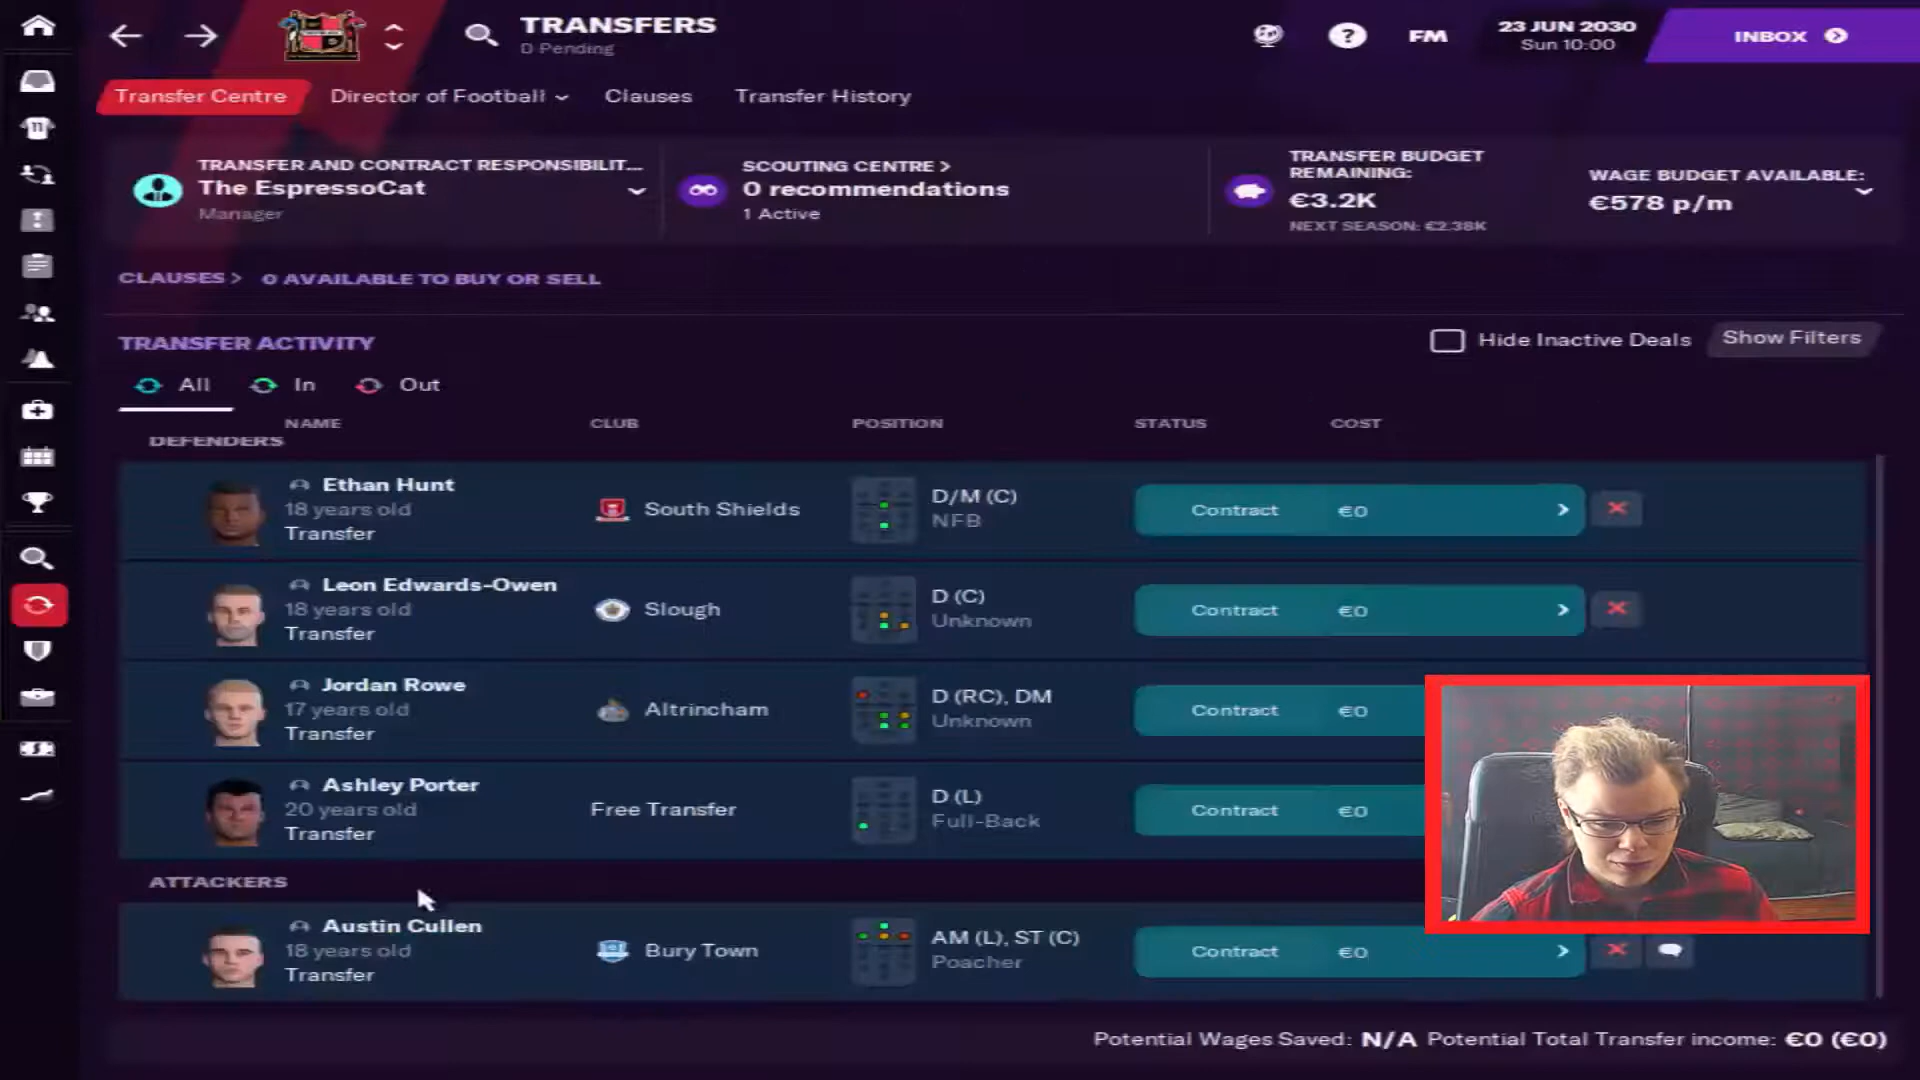 TRANSFERS
D Pending
FM
23 JUN 2030
Sun 10:00
INBOX
Transfer Centre
Director of Football
Clauses
Transfer History
TRANSFER AND CONTRACT RESPONSIBILIT...
The EspressoCat
Manager
SCOUTING CENTRE >
0 recommendations
1 Active
TRANSFER BUDGET
REMAINING:
€3.2K
NEXT SEASON: €2.38K
WAGE BUDGET AVAILABLE:
€578 p/m
CLAUSES > 0 AVAILABLE TO BUY OR SELL
TRANSFER ACTIVITY
Hide Inactive Deals
Show Filters
All In Out
NAME CLUB POSITION STATUS COST
DEFENDERS
Ethan Hunt
18 years old
Transfer
South Shields
D/M (C)
NFB
Contract €0
Leon Edwards-Owen
18 years old
Transfer
Slough
D (C)
Unknown
Contract €0
Jordan Rowe
17 years old
Transfer
Altrincham
D (RC), DM
Unknown
Contract €0
Ashley Porter
20 years old
Transfer
Free Transfer
D (L)
Full-Back
Contract €0
ATTACKERS
Austin Cullen
18 years old
Transfer
Bury Town
AM (L), ST (C)
Poacher
Contract €0
Potential Wages Saved: N/A Potential Total Transfer income: €0 (€0)